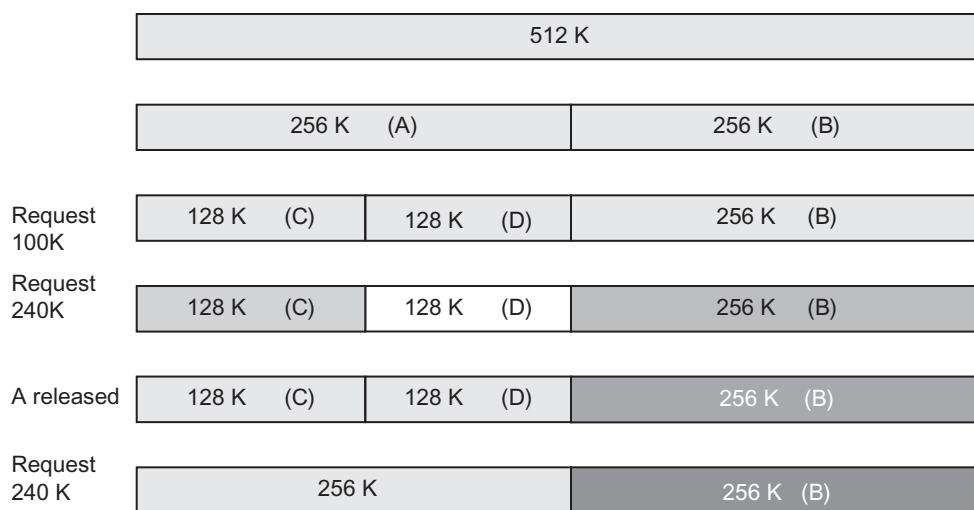 512 K
256 K (A) 256 K (B)
Request
100K
128 K (C) 128 K (D) 256 K (B)
Request
240K
128 K (C) 128 K (D) 256 K (B)
A released 128 K (C) 128 K (D) 256 K (B)
Request
240 K
256 K 256 K (B)